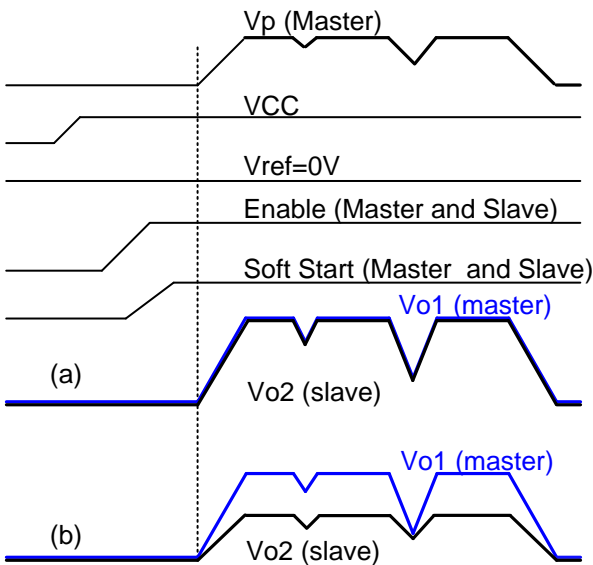 Vp (Master)
VCC
Vref=0V
Enable (Master and Slave)
Soft Start (Master  and Slave)
Vo1 (master)
(a)
Vo2 (slave)
Vo1 (master)
(b)
Vo2 (slave)